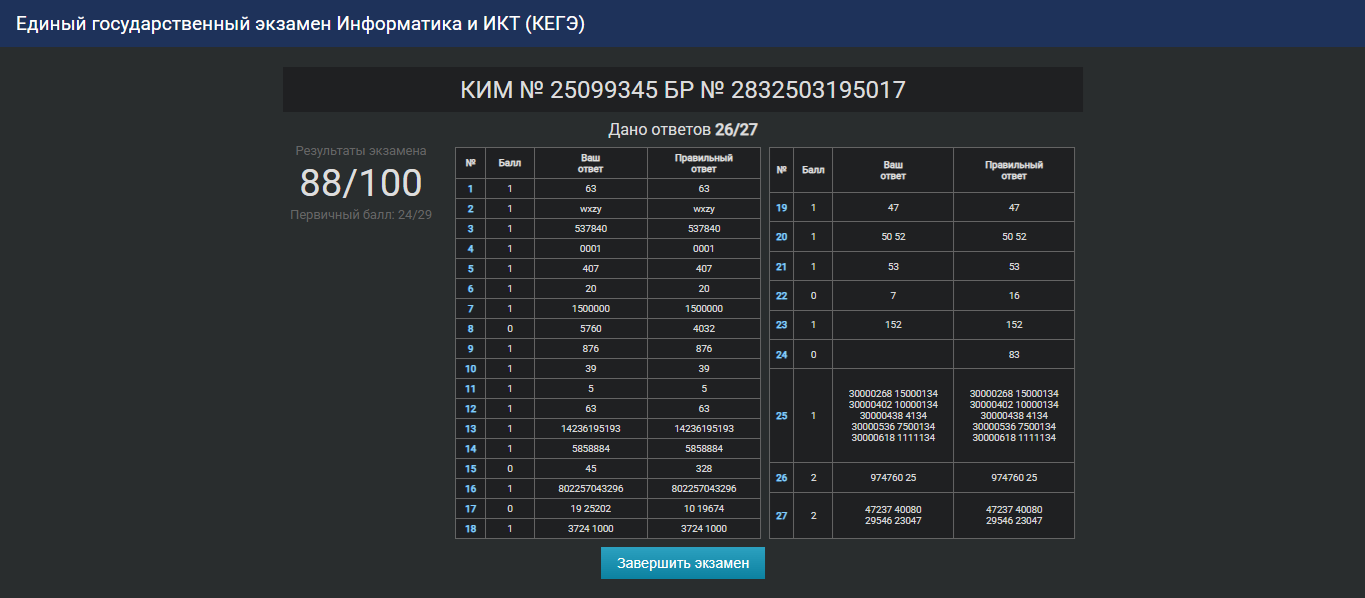 Единый государственный экзамен Информатика и ИКТ (КЕГЭ)
КИМ № 25099345 БР № 2832503195017
Дано ответов 26/27
Результаты экзамена
88/100
Первичный балл: 24/29
№ Балл Ваш ответ Правильный ответ
1 1 63 63
2 1 wxzy wxzy
3 1 537840 537840
4 1 0001 0001
5 1 407 407
6 1 20 20
7 1 1500000 1500000
8 0 5760 4032
9 1 876 876
10 1 39 39
11 1 5 5
12 1 63 63
13 1 14236195193 14236195193
14 1 5858884 5858884
15 0 45 328
16 1 802257043296 802257043296
17 0 19 25202 10 19674
18 1 3724 1000 3724 1000
№ Балл Ваш ответ Правильный ответ
19 1 47 47
20 1 50 52 50 52
21 1 53 53
22 0 7 16
23 1 152 152
24 0 83
30000268 15000134 30000268 15000134
30000402 10000134 30000402 10000134
25 1 30000438 4134 30000438 4134
30000536 7500134 30000536 7500134
30000618 1111134 30000618 1111134
26 2 974760 25 974760 25
27 2 47237 40080 47237 40080
29546 23047 29546 23047
Завершить экзамен